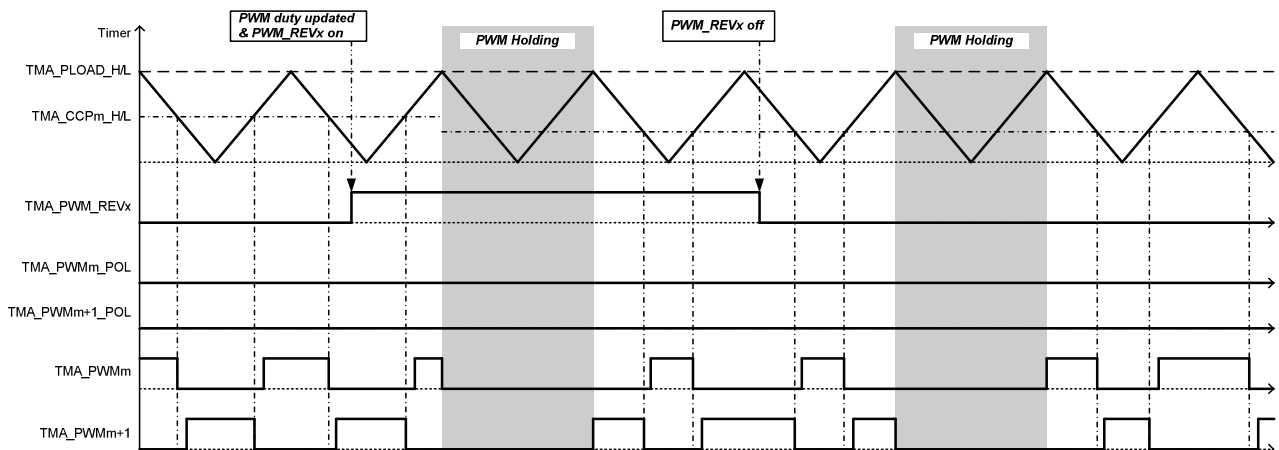 PWM duty updated
& PWM_REVx on
PWM_REVx off
Timer
PWM Holding
PWM Holding
TMA_PLOAD_H/L
TMA_CCPm_H/L
TMA_PWM_REVx
TMA_PWMm_POL
TMA_PWMm+1_POL
TMA_PWMm
TMA_PWMm+1